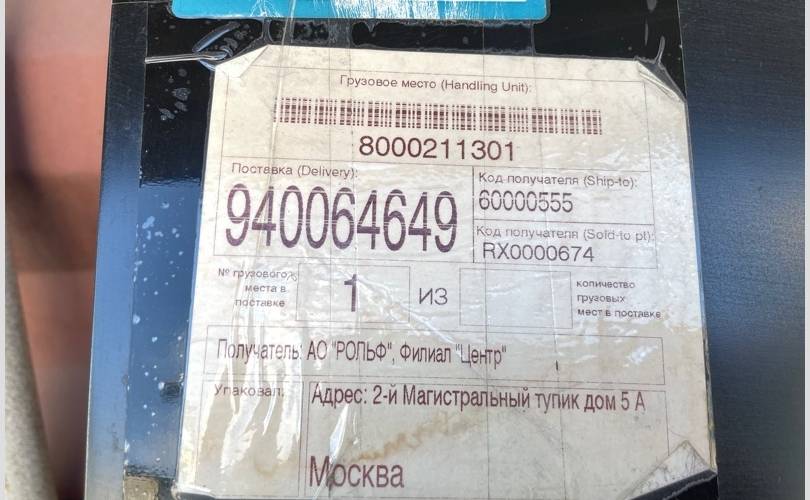 Грузовое место (Handling Unit):
8000211301
Поставка (Delivery):
940064649
Код получателя (Ship-to):
60000555
Код получателя (Sold-to pt):
RX0000674
№ грузового
места в
поставке
1 ИЗ
количество
грузовых
мест в поставке
Получатель: АО "РОЛЬФ", Филиал "Центр"
Упаковал:
Адрес: 2-й Магистральный тупик дом 5 А
Москва